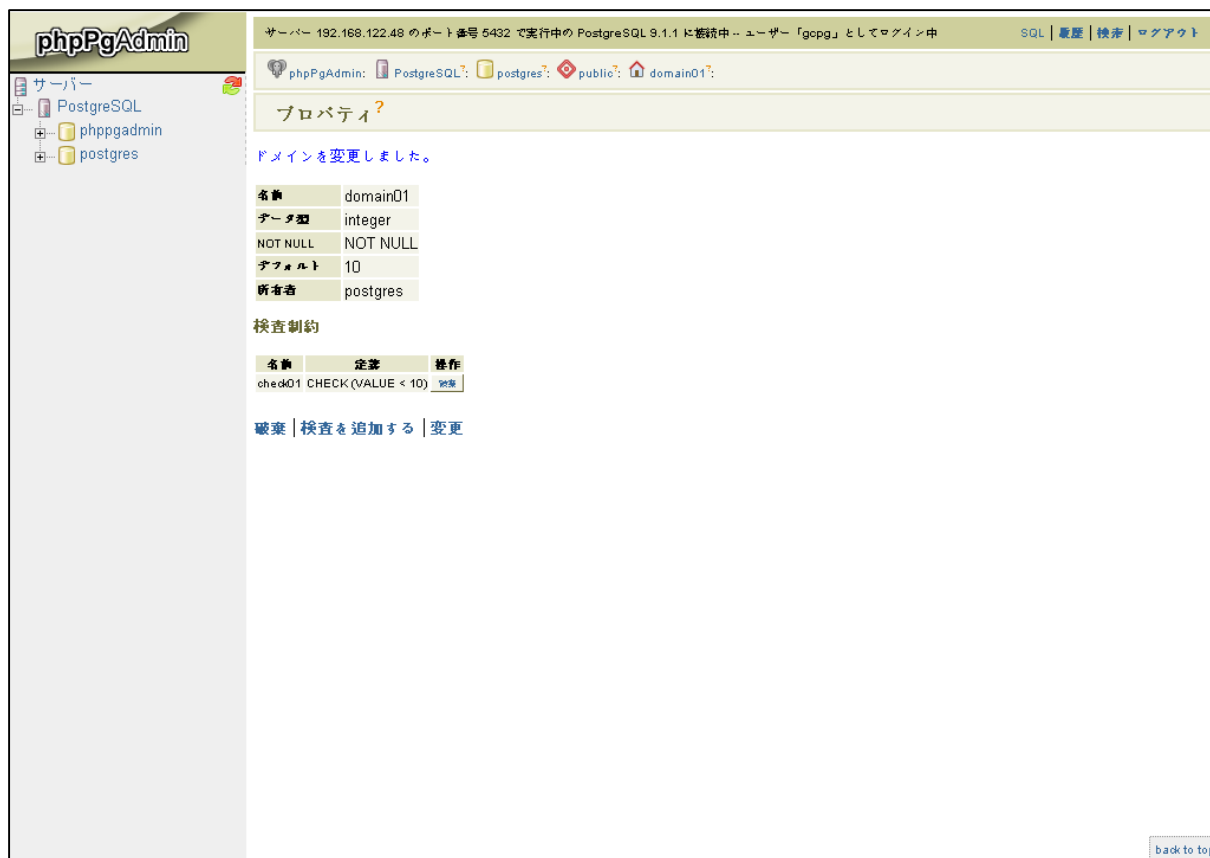 phpPgAdmin
サーバー
PostgreSQL
phppgadmin
postgres
サーバー 192.168.122.48 のポート番号 5432 で実行中の PostgreSQL 9.1.1 に接続中 -- ユーザー「gopg」としてログイン中
SQL | 履歴 | 検索 | ログアウト
phpPgAdmin: PostgreSQL?: postgres?: public?: domain01?:
プロパティ?
ドメインを変更しました。
名前 domain01
データ型 integer
NOT NULL NOT NULL
デフォルト 10
所有者 postgres
検査制約
名前 定義 操作
check01 CHECK (VALUE < 10) 破棄
破棄 | 検査を追加する | 変更
back to top